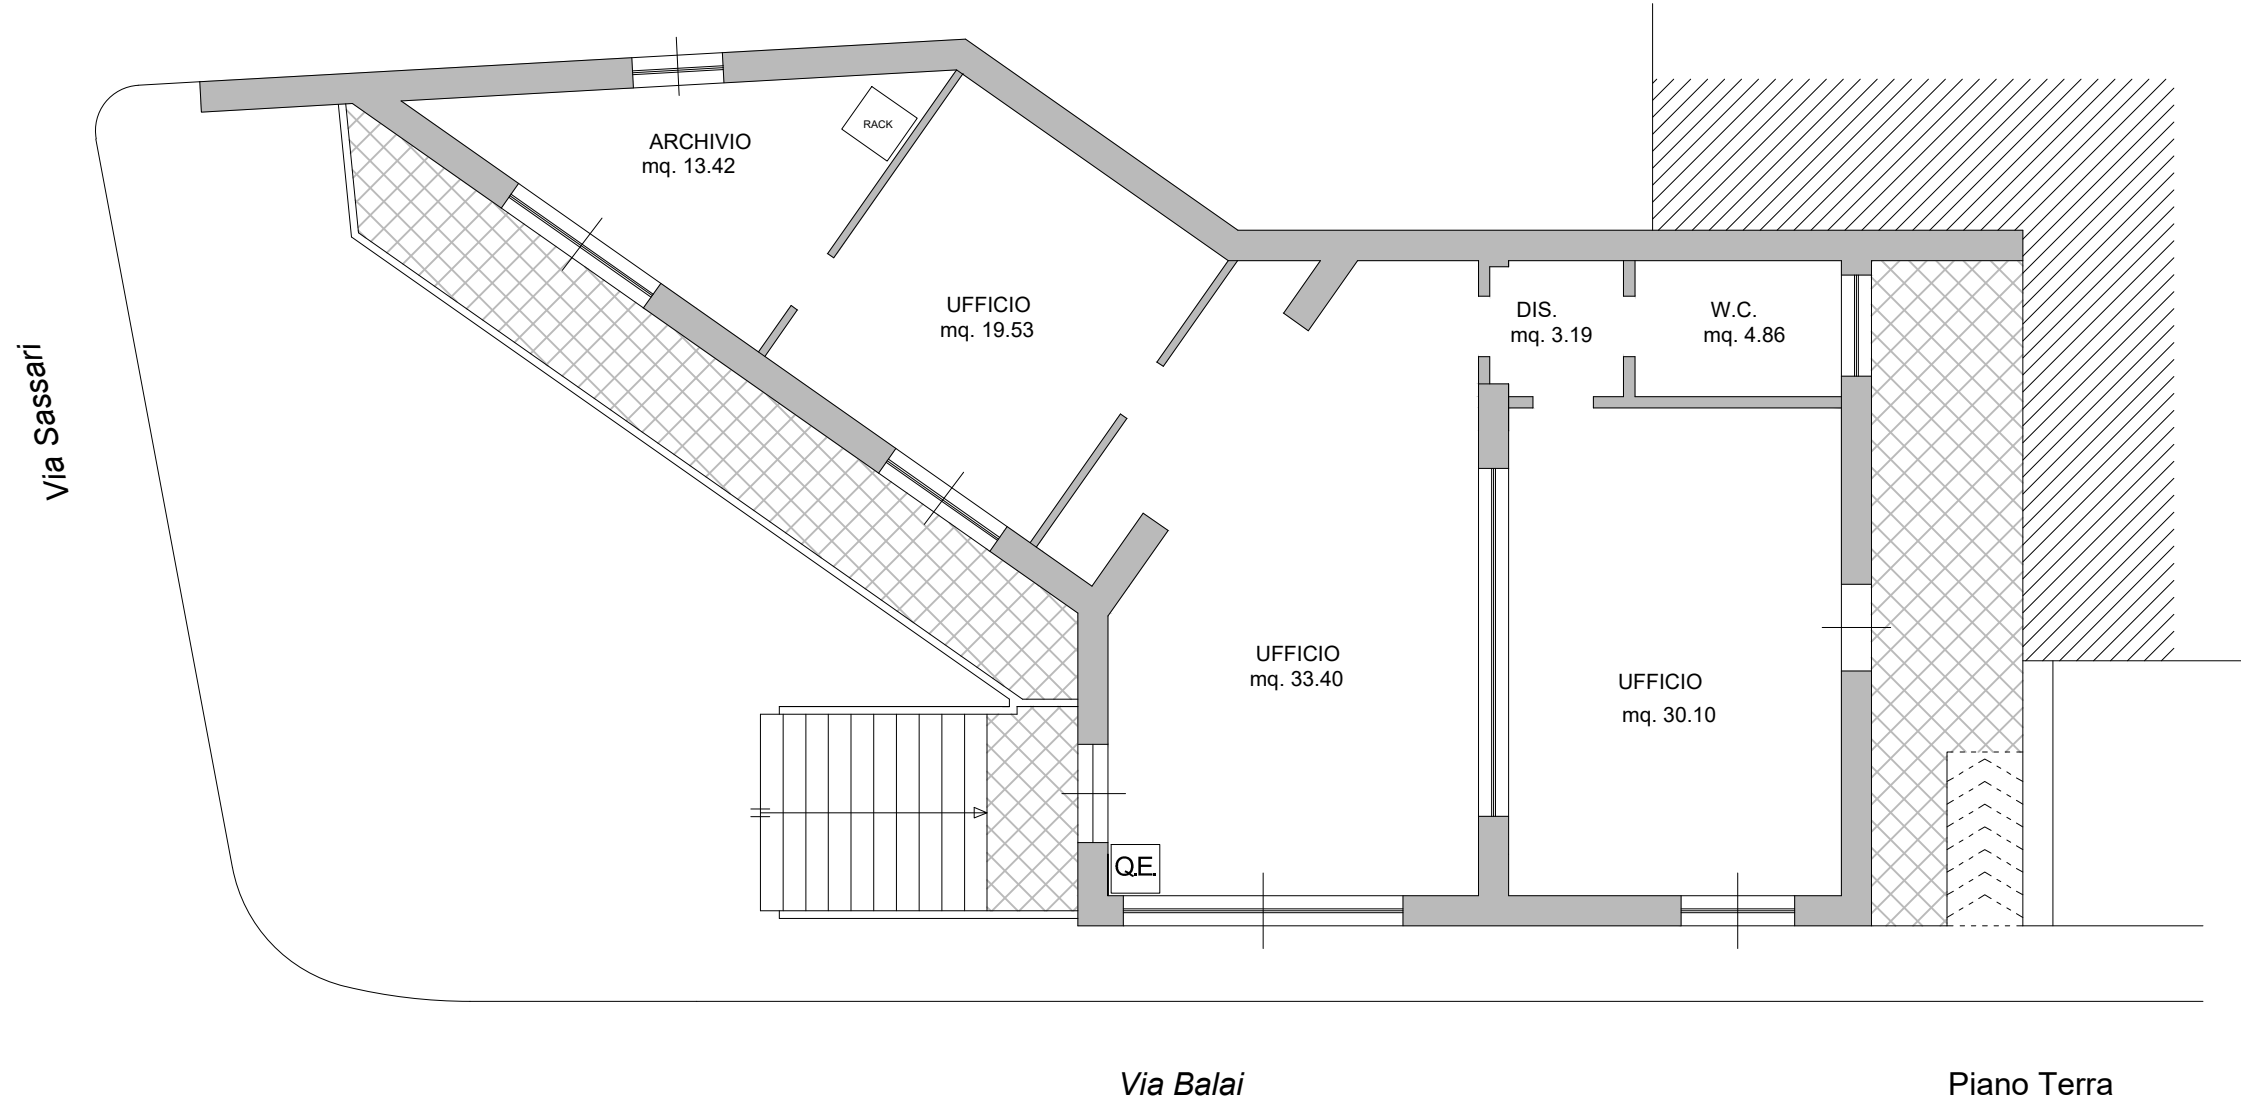 RACK
ARCHIVIO
mq. 13.42
UFFICIO
mq. 19.53
DIS.
mq. 3.19
W.C.
mq. 4.86
Via Sassari
UFFICIO
mq. 33.40
UFFICIO
mq. 30.10
Q.E.
Via Balai
Piano Terra